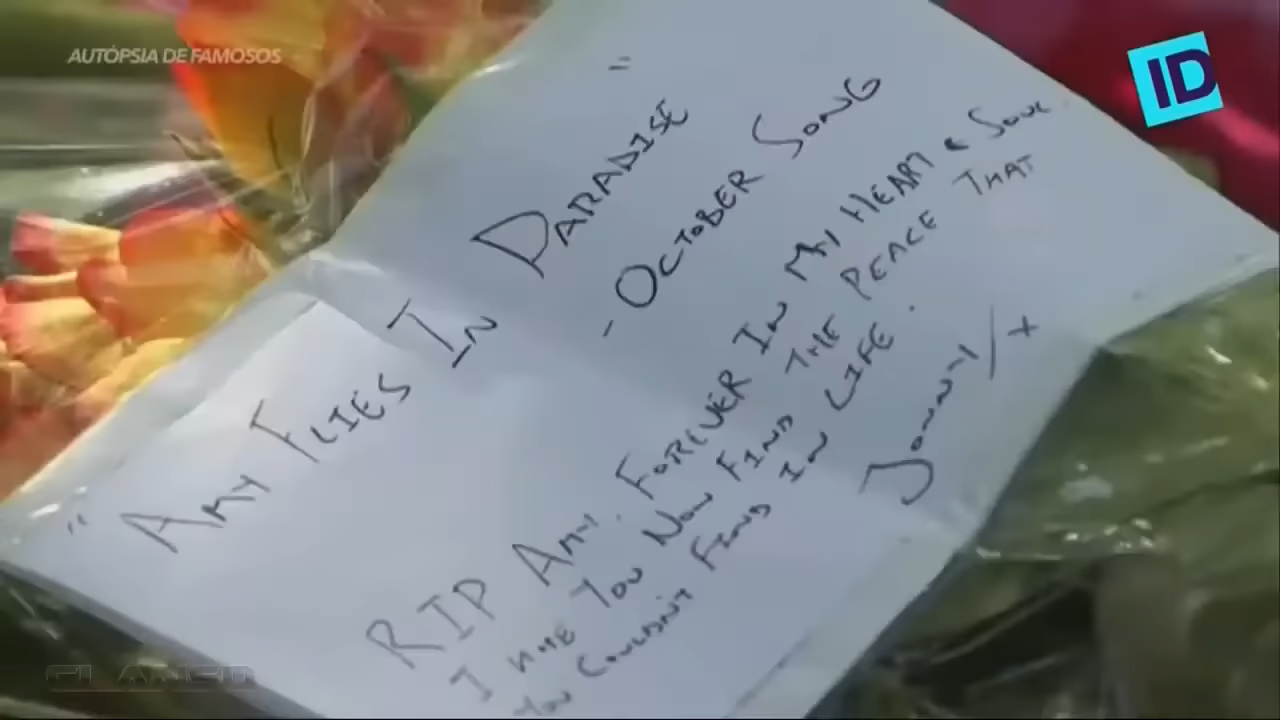 AUTÓPSIA DE FAMOSOS
ID
"AMY FLIES IN PARADISE"
- OCTOBER SONG
RIP AMY. FOREVER IN MY HEART & SOUL.
I HOPE YOU NOW FIND THE PEACE THAT
YOU COULDN'T FIND IN LIFE.
JONNY/X